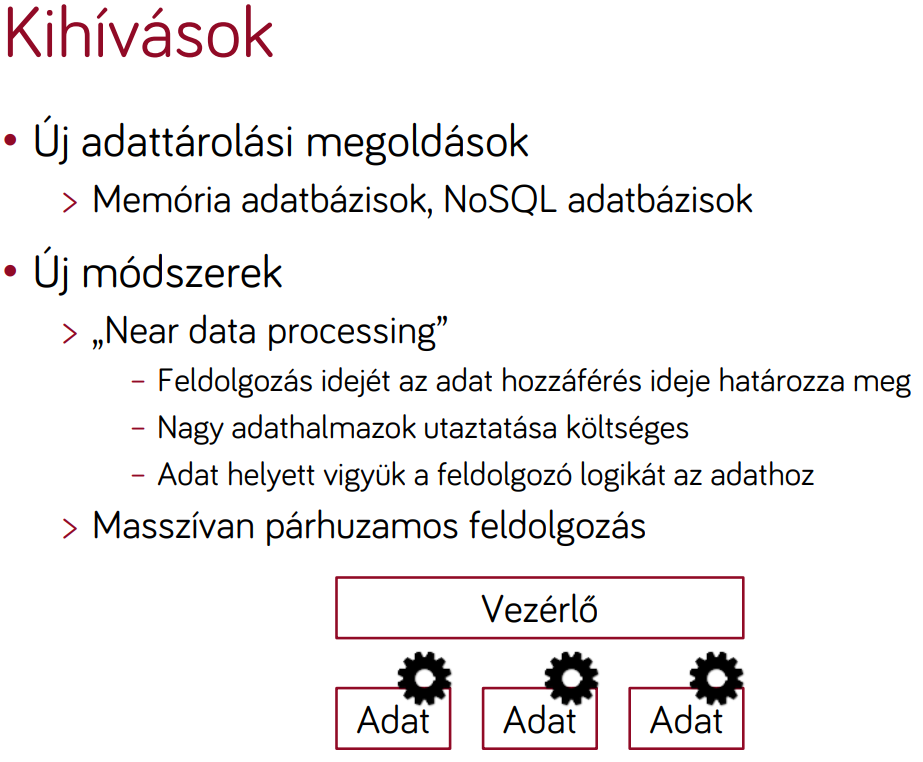 Kihívások
• Új adattárolási megoldások
> Memória adatbázisok, NoSQL adatbázisok
• Új módszerek
> „Near data processing”
– Feldolgozás idejét az adat hozzáférés ideje határozza meg
– Nagy adathalmazok utaztatása költséges
– Adat helyett vigyük a feldolgozó logikát az adathoz
> Masszívan párhuzamos feldolgozás
Vezérlő
Adat Adat Adat